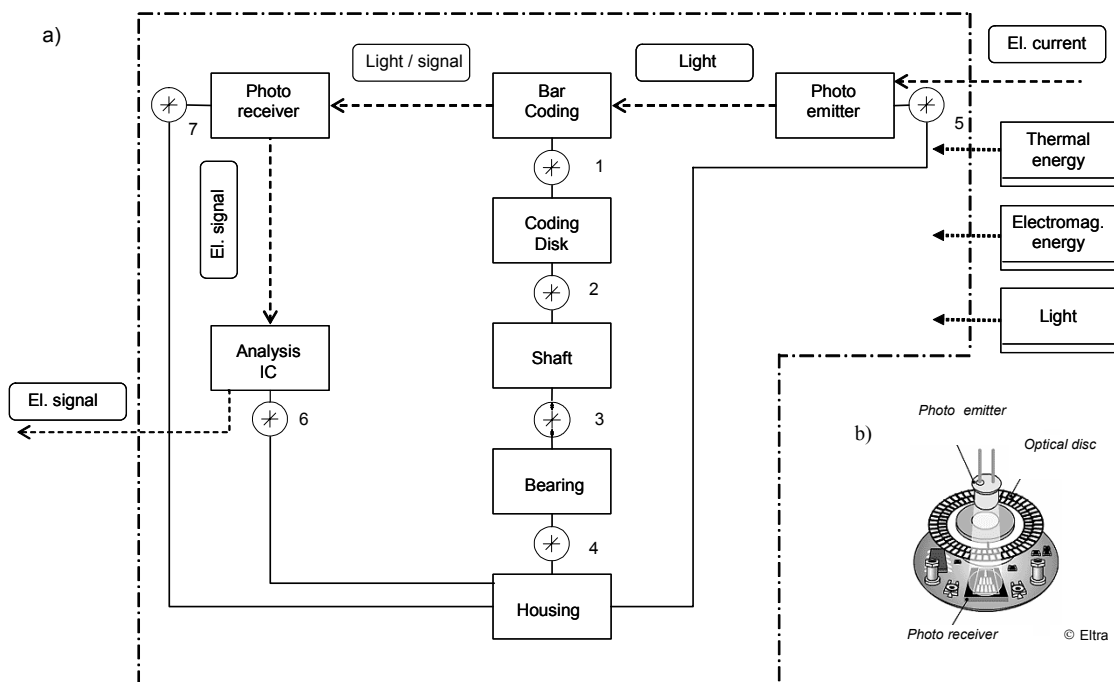 a)
El. current
Light / signal
Light
Photo
receiver
Bar
Coding
Photo
emitter
7
5
Thermal
energy
1
El. signal
Coding
Disk
Electromag.
energy
2
Light
Analysis
IC
Shaft
El. signal
6
3
Photo emitter
b)
Optical disc
Bearing
4
Housing
Photo receiver
© Eltra